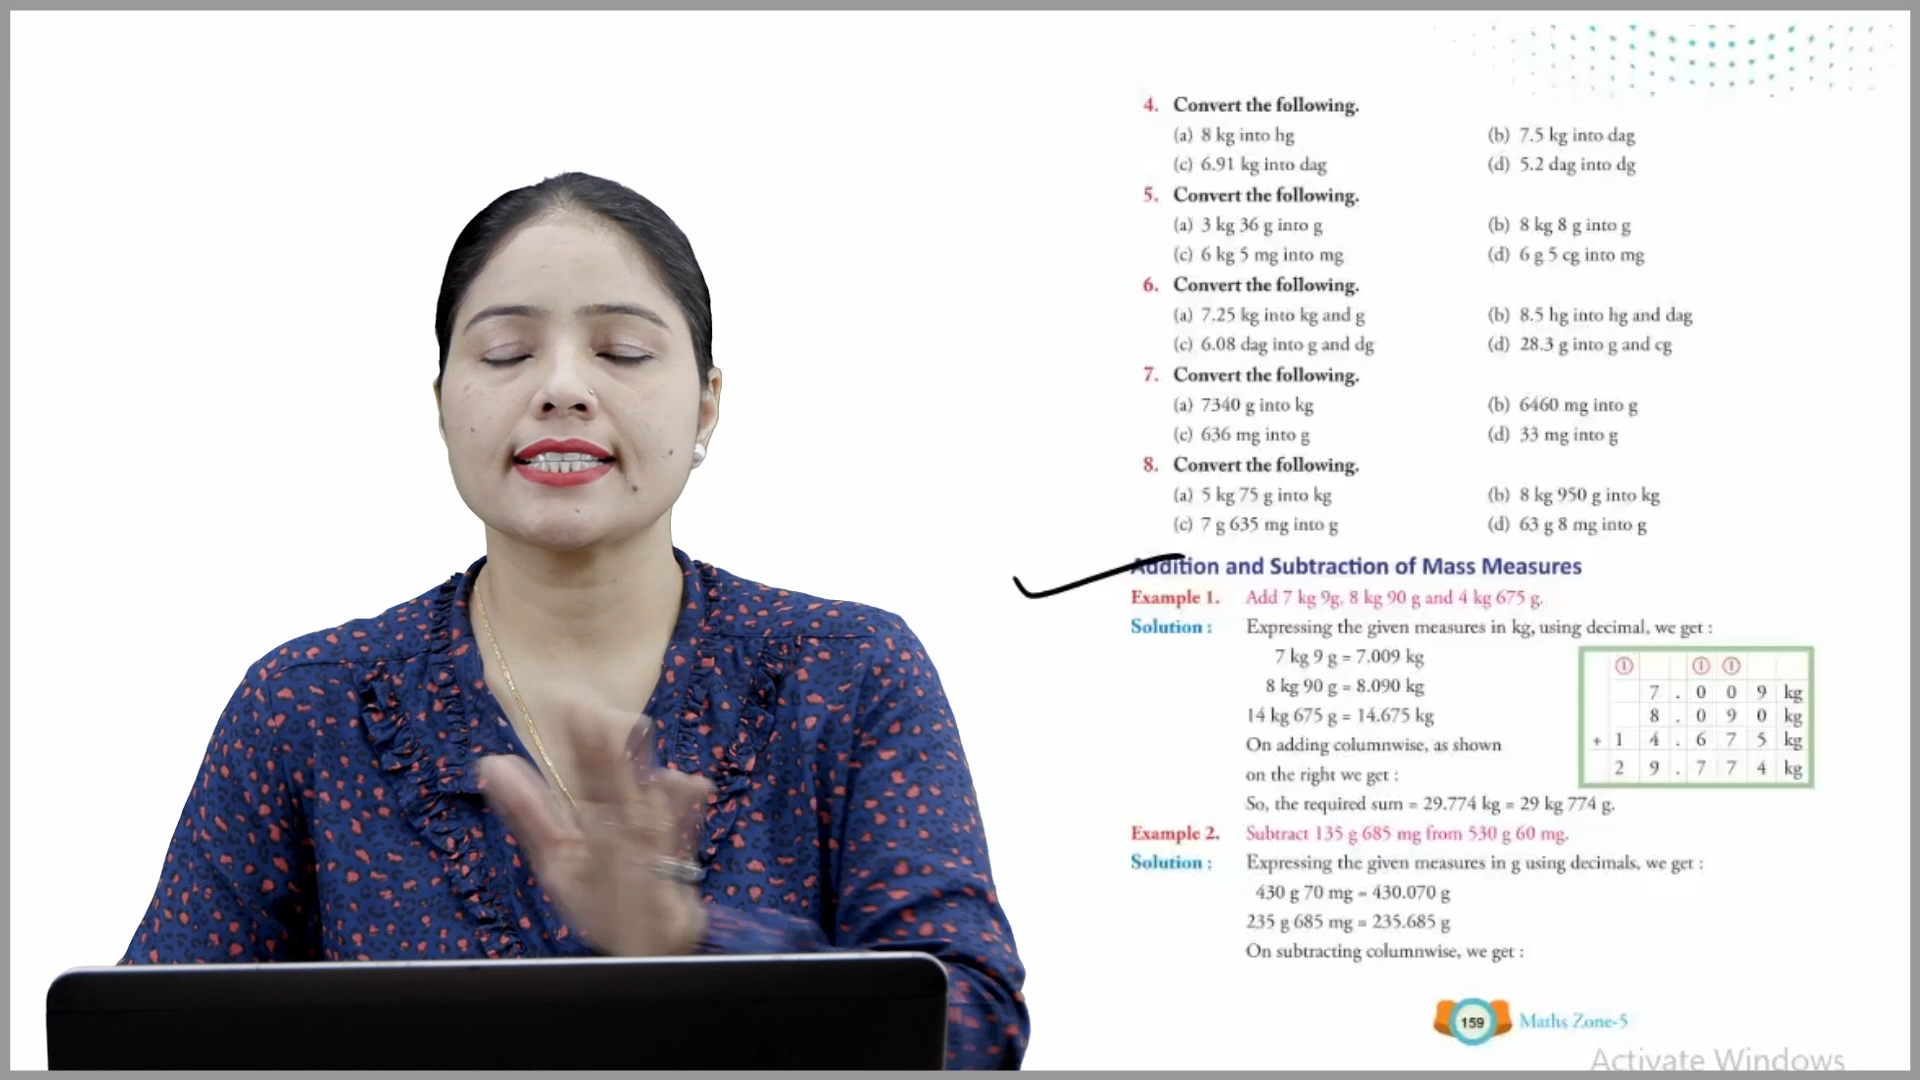 4. Convert the following.
(a) 8 kg into hg (b) 7.5 kg into dag
(c) 6.91 kg into dag (d) 5.2 dag into dg
5. Convert the following.
(a) 3 kg 36 g into g (b) 8 kg 8 g into g
(c) 6 kg 5 mg into mg (d) 6 g 5 cg into mg
6. Convert the following.
(a) 7.25 kg into kg and g (b) 8.5 hg into hg and dag
(c) 6.08 dag into g and dg (d) 28.3 g into g and cg
7. Convert the following.
(a) 7340 g into kg (b) 6460 mg into g
(c) 636 mg into g (d) 33 mg into g
8. Convert the following.
(a) 5 kg 75 g into kg (b) 8 kg 950 g into kg
(c) 7 g 635 mg into g (d) 63 g 8 mg into g
Addition and Subtraction of Mass Measures
Example 1. Add 7 kg 9g, 8 kg 90 g and 4 kg 675 g.
Solution : Expressing the given measures in kg, using decimal, we get :
7 kg 9 g = 7.009 kg
8 kg 90 g = 8.090 kg
14 kg 675 g = 14.675 kg
On adding columnwise, as shown
on the right we get :
1 1 1
7 . 0 0 9 kg
8 . 0 9 0 kg
+ 1 4 . 6 7 5 kg
2 9 . 7 7 4 kg
So, the required sum = 29.774 kg = 29 kg 774 g.
Example 2. Subtract 135 g 685 mg from 530 g 60 mg.
Solution : Expressing the given measures in g using decimals, we get :
430 g 70 mg = 430.070 g
235 g 685 mg = 235.685 g
On subtracting columnwise, we get :
159 Maths Zone-5
Activate Windows